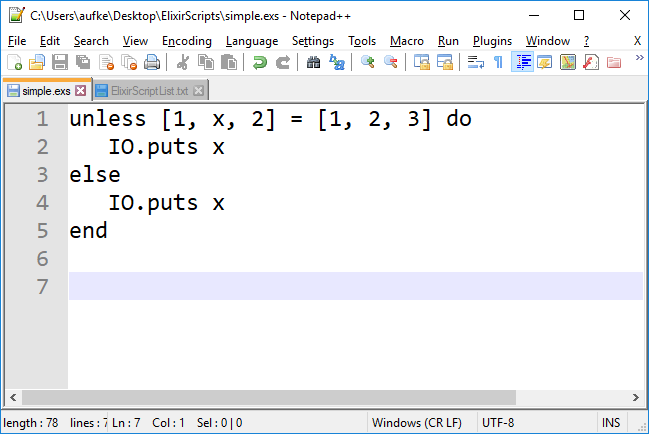 C:\Users\aufke\Desktop\ElixirScripts\simple.exs - Notepad++
File Edit Search View Encoding Language Settings Tools Macro Run Plugins Window ? X
simple.exs ElixirScriptList.txt
1 unless [1, x, 2] = [1, 2, 3] do
2    IO.puts x
3 else
4    IO.puts x
5 end
6
7
length : 78 lines : 7 Ln : 7 Col : 1 Sel : 0 | 0 Windows (CR LF) UTF-8 INS